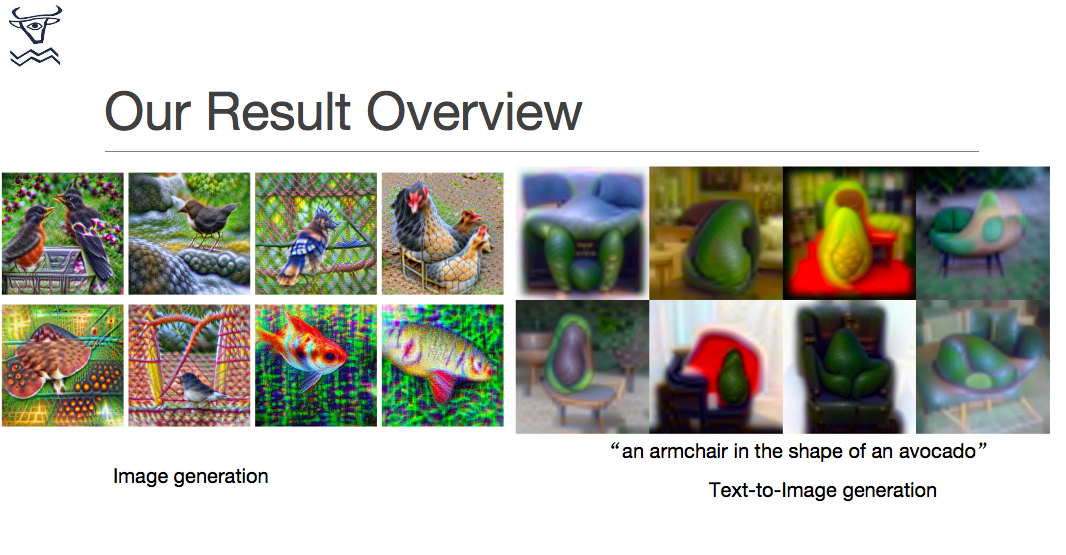 Our Result Overview
“an armchair in the shape of an avocado”
Image generation
Text-to-Image generation